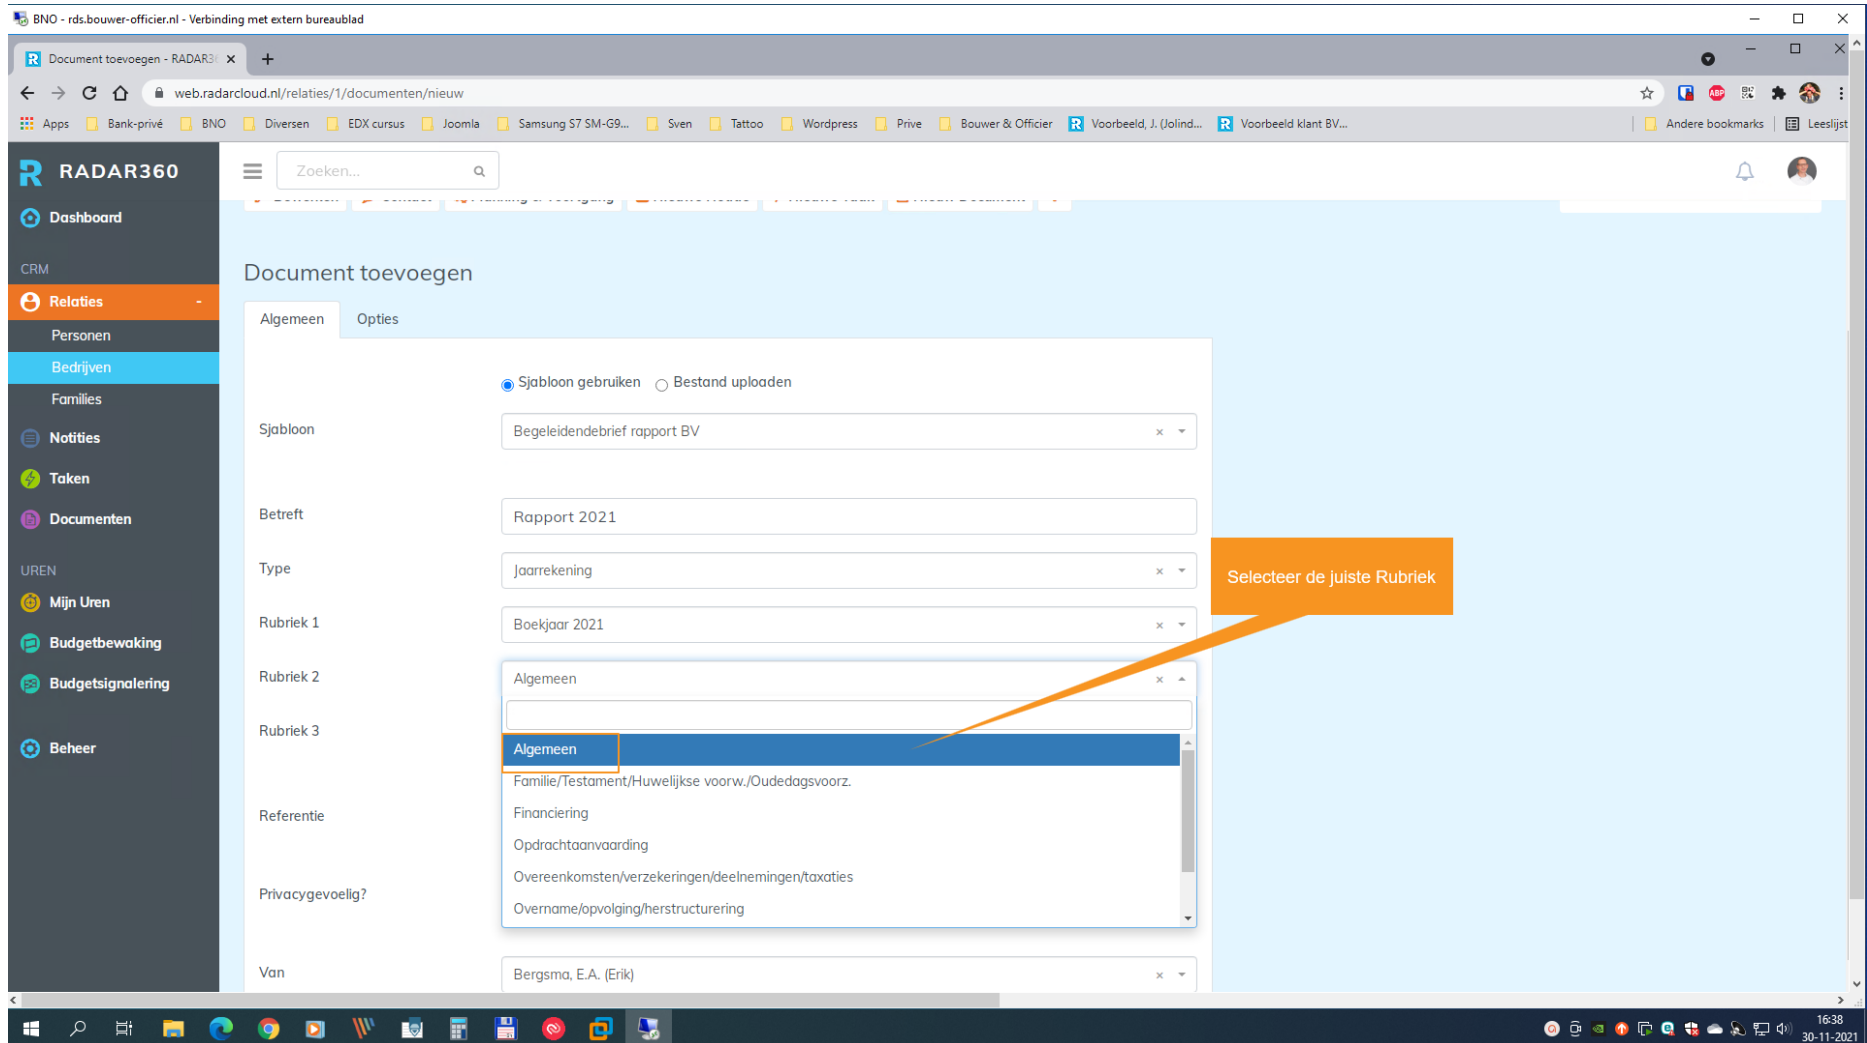 BNO - rds.bouwer-officier.nl - Verbinding met extern bureaublad
Document toevoegen - RADAR3
web.radarcloud.nl/relaties/1/documenten/nieuw
Apps Bank-privé BNO Diversen EDX cursus Joomla Samsung S7 SM-G9... Sven Tattoo Wordpress Prive Bouwer & Officier Voorbeeld, J. (Jolind... Voorbeeld klant BV... Andere bookmarks Leeslijst
ABP
RADAR360
Zoeken...
Dashboard
CRM
Relaties -
Personen
Bedrijven
Families
Notities
Taken
Documenten
UREN
Mijn Uren
Budgetbewaking
Budgetsignalering
Beheer
Document toevoegen
Algemeen Opties
Sjabloon gebruiken Bestand uploaden
Sjabloon Begeleidendebrief rapport BV
Betreft Rapport 2021
Type Jaarrekening
Rubriek 1 Boekjaar 2021
Rubriek 2 Algemeen
Rubriek 3
Algemeen
Familie/Testament/Huwelijkse voorw./Oudedagsvoorz.
Financiering
Referentie
Opdrachtaanvaarding
Overeenkomsten/verzekeringen/deelnemingen/taxaties
Privacygevoelig?
Overname/opvolging/herstructurering
Van Bergsma, E.A. (Erik)
Selecteer de juiste Rubriek
16:38
30-11-2021